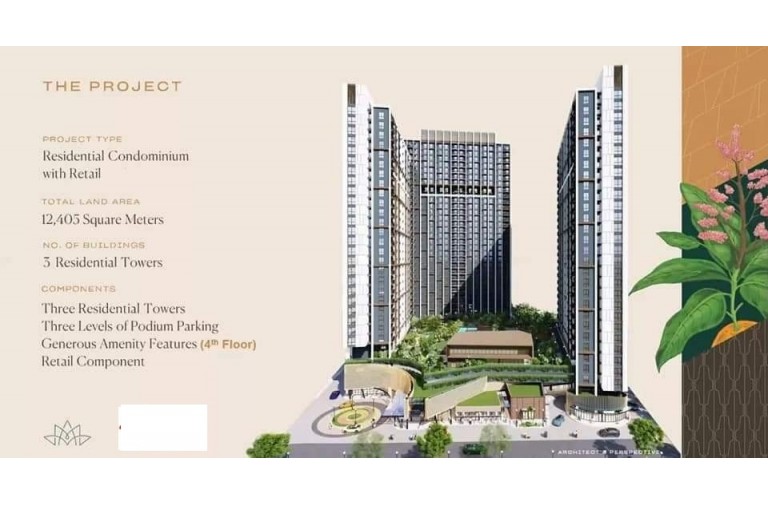 THE PROJECT
PROJECT TYPE
Residential Condominium
with Retail
TOTAL LAND AREA
12,405 Square Meters
NO. OF BUILDINGS
3 Residential Towers
COMPONENTS
Three Residential Towers
Three Levels of Podium Parking
Generous Amenity Features (4th Floor)
Retail Component
ARCHITECT'S PERSPECTIVE